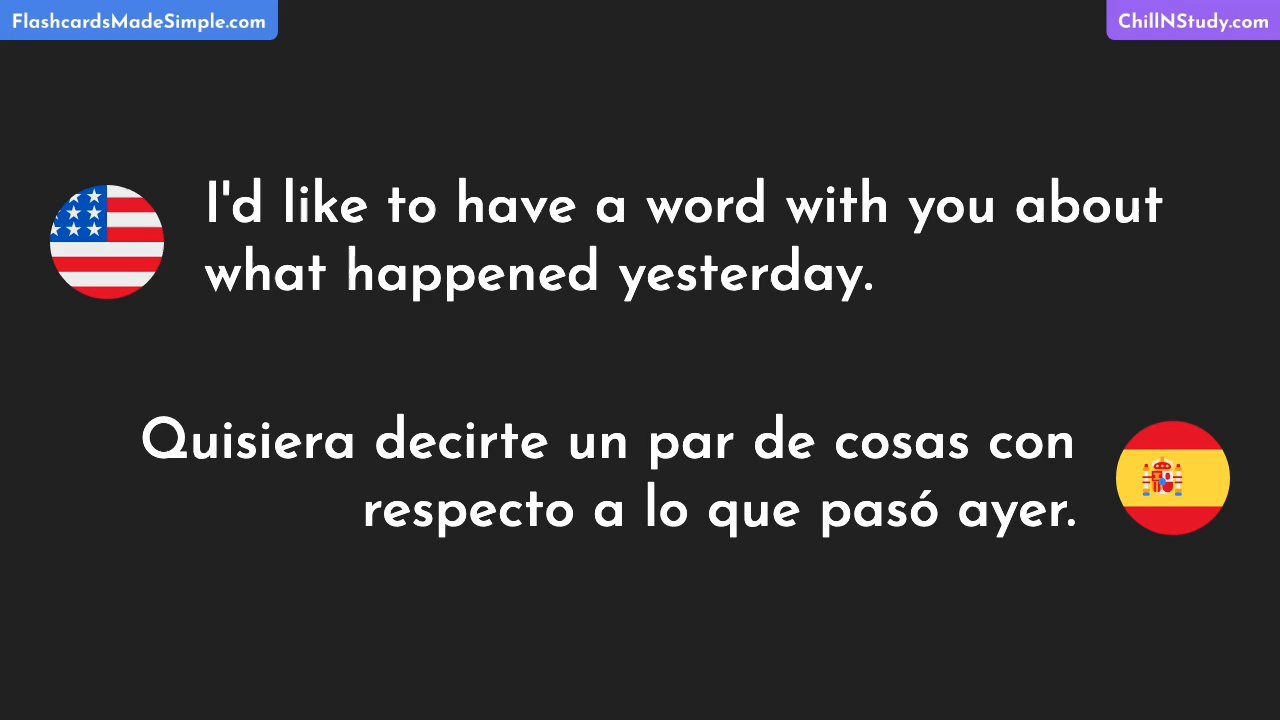 FlashcardsMadeSimple.com
ChillNStudy.com
I'd like to have a word with you about
what happened yesterday.
Quisiera decirte un par de cosas con
respecto a lo que pasó ayer.